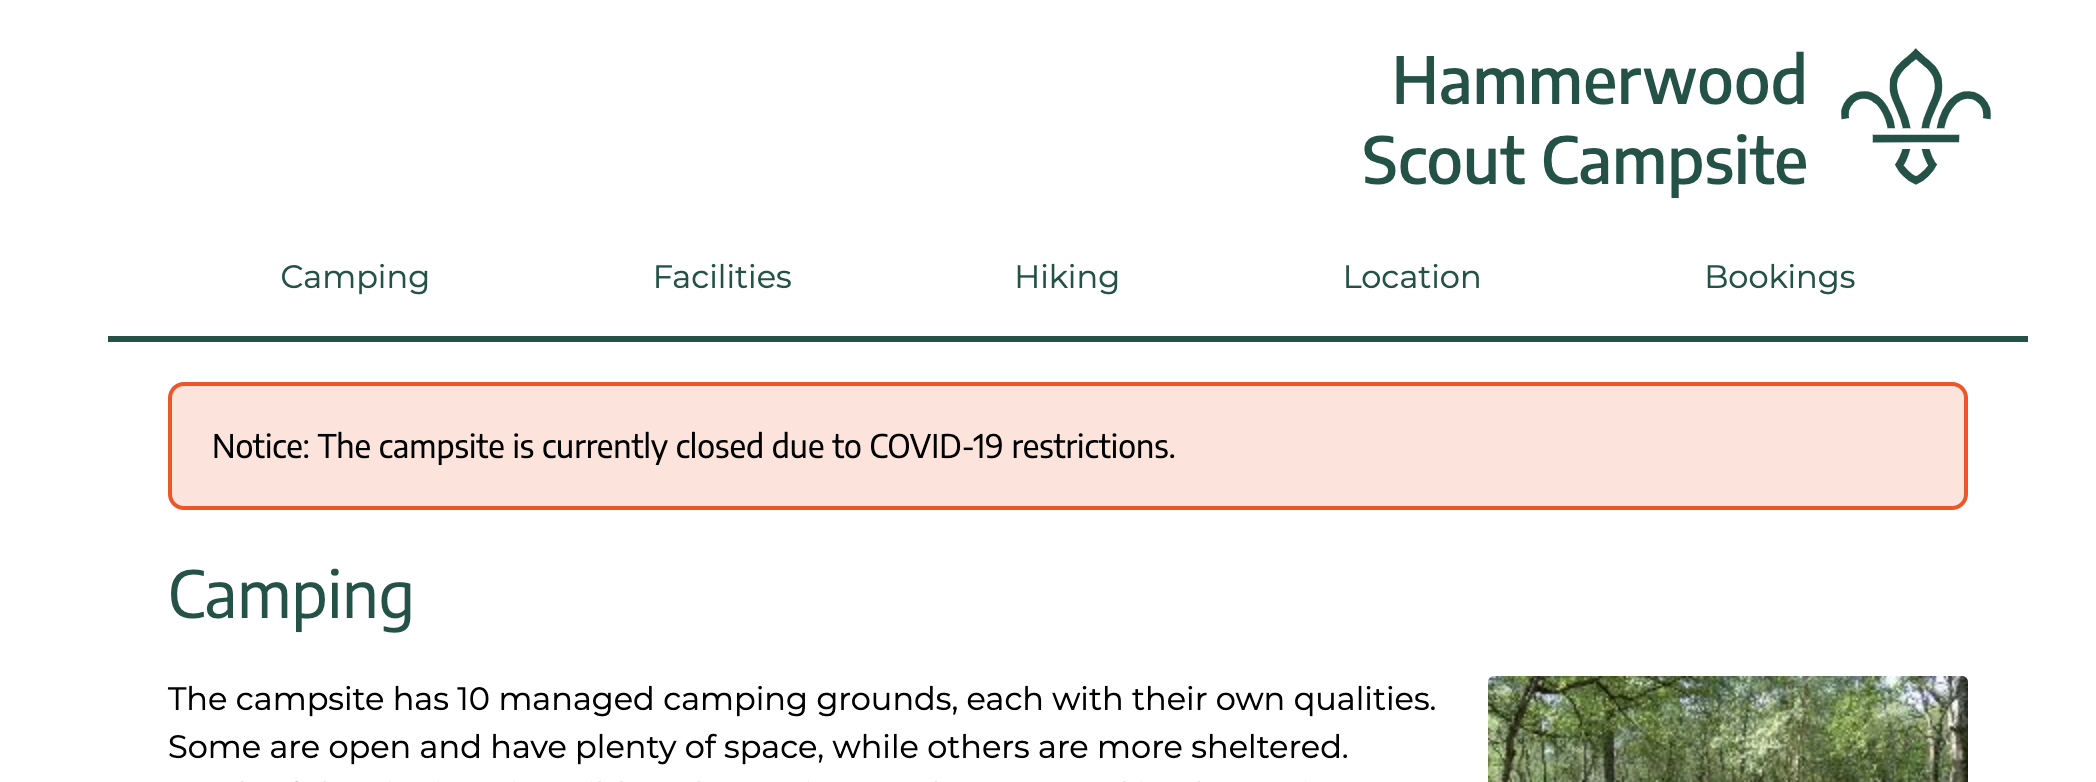 Hammerwood
Scout Campsite
Camping Facilities Hiking Location Bookings
Notice: The campsite is currently closed due to COVID-19 restrictions.
Camping
The campsite has 10 managed camping grounds, each with their own qualities.
Some are open and have plenty of space, while others are more sheltered.